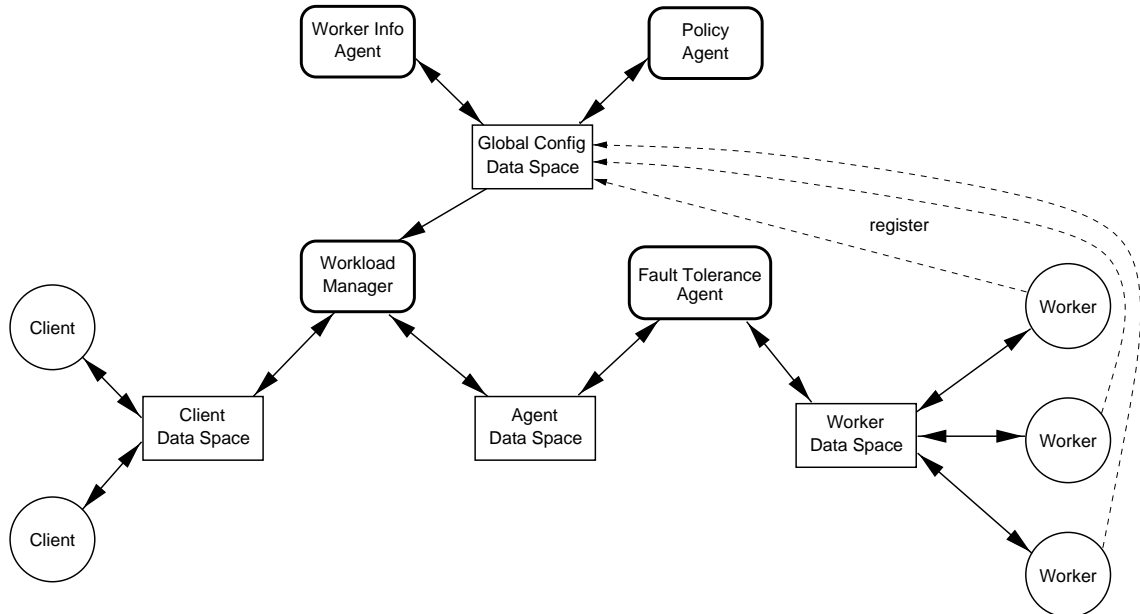 Worker Info
Agent
Policy
Agent
Global Config
Data Space
register
Workload
Manager
Fault Tolerance
Agent
Worker
Client
Client
Data Space
Agent
Data Space
Worker
Data Space
Worker
Client
Worker